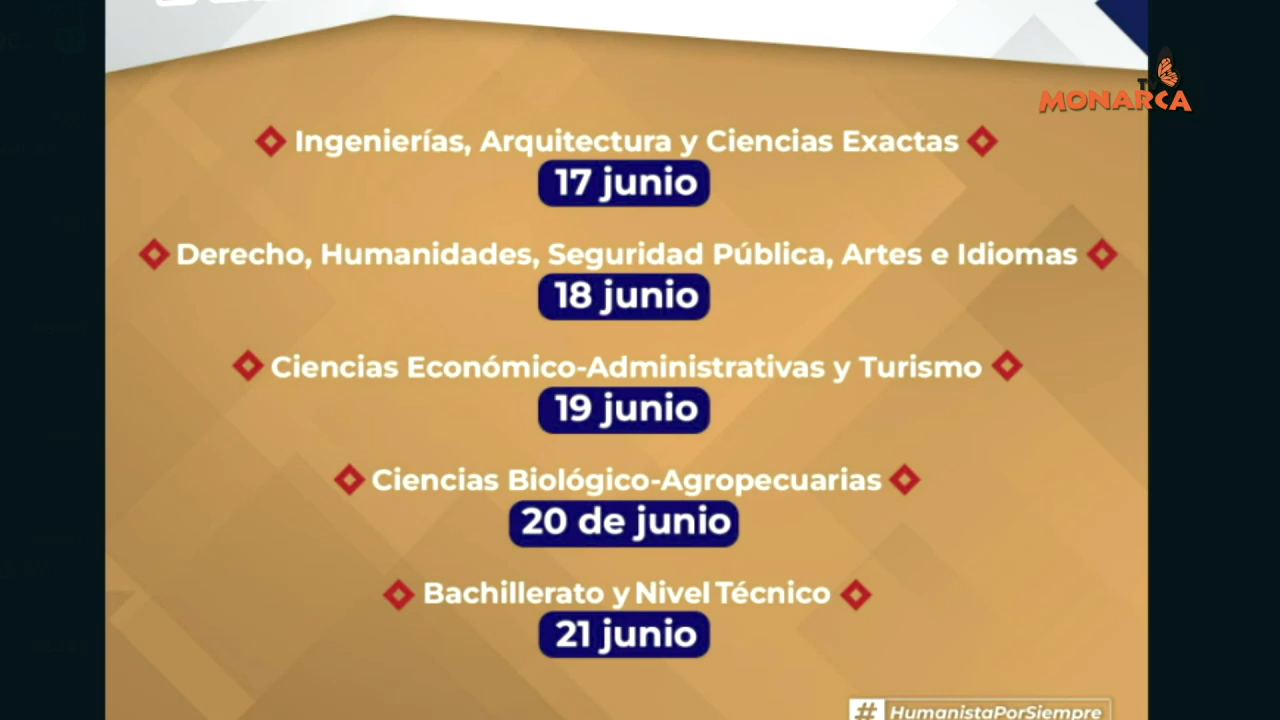 TV
MONARCA
Ingenierías, Arquitectura y Ciencias Exactas
17 junio
Derecho, Humanidades, Seguridad Pública, Artes e Idiomas
18 junio
Ciencias Económico-Administrativas y Turismo
19 junio
Ciencias Biológico-Agropecuarias
20 de junio
Bachillerato y Nivel Técnico
21 junio
# HumanistaPorSiempre